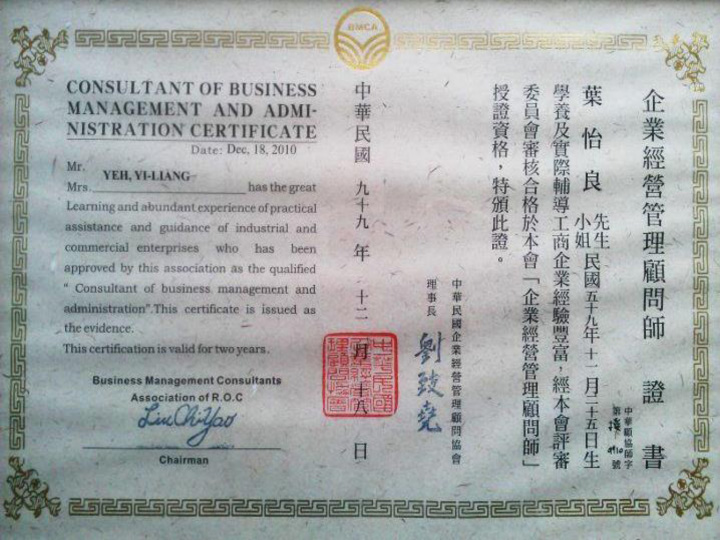 BMCA
CONSULTANT OF BUSINESS
MANAGEMENT AND ADMI-
NISTRATION CERTIFICATE
Date: Dec, 18, 2010
Mr.
YEH, YI-LIANG
Mrs. has the great
Learning and abundant experience of practical
assistance and guidance of industrial and
commercial enterprises who has been
approved by this association as the qualified
“ Consultant of business management and
administration”.This certificate is issued as
the evidence.
This certification is valid for two years.
Business Management Consultants
Association of R.O.C
Liu Chi Yao
Chairman
企業經營管理顧問師證書
中華顧協師字
第 號
葉怡良 先生 小姐 民國五十九年十一月二十五日生
學養及實際輔導工商企業經驗豐富，經本會評審
委員會審核合格於本會「企業經營管理顧問師」
授證資格，特頒此證。
中華民國企業經營管理顧問協會
理事長 劉致堯
中華民國九十九年十二月十八日